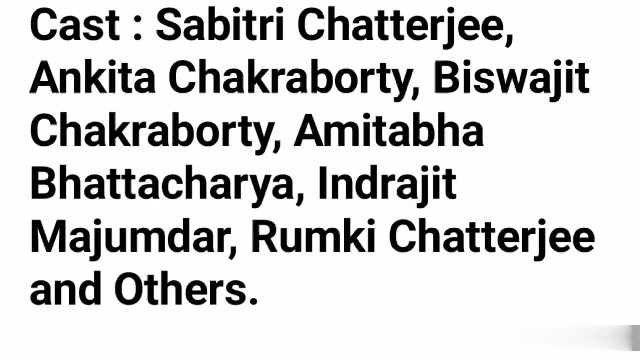 Cast : Sabitri Chatterjee,
Ankita Chakraborty, Biswajit
Chakraborty, Amitabha
Bhattacharya, Indrajit
Majumdar, Rumki Chatterjee
and Others.